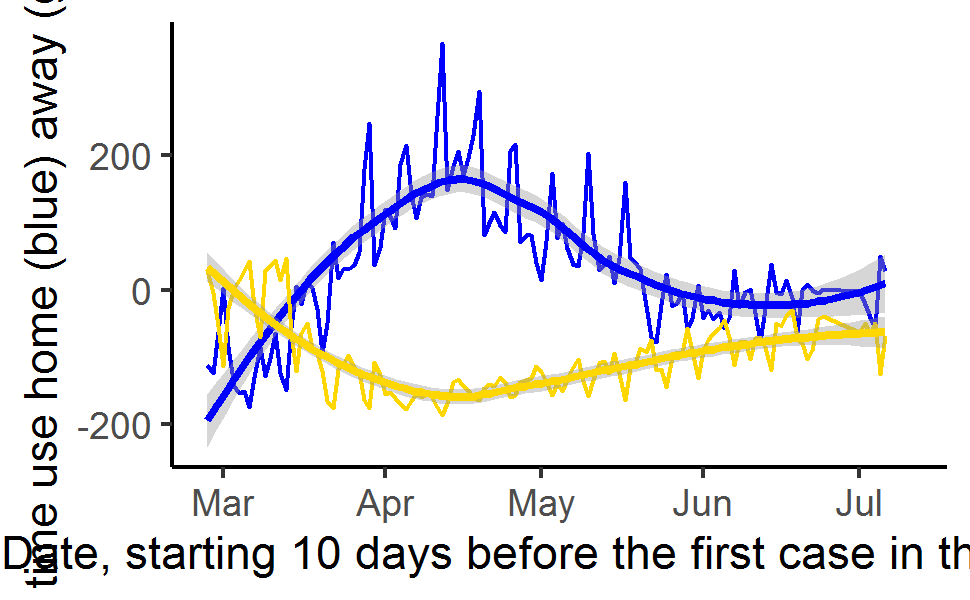 time use home (blue) away (
200
0
-200
Mar Apr May Jun Jul
Date, starting 10 days before the first case in th